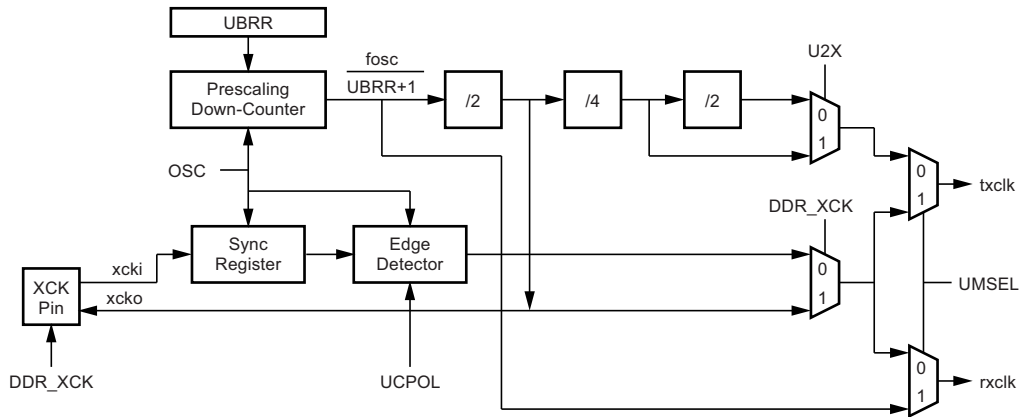 UBRR
fosc
UBRR+1
U2X
Prescaling
Down-Counter
/2
/4
/2
0
1
OSC
0
1
txclk
DDR_XCK
Sync
Register
Edge
Detector
0
1
xcki
XCK
Pin
xcko
UMSEL
DDR_XCK
UCPOL
0
1
rxclk